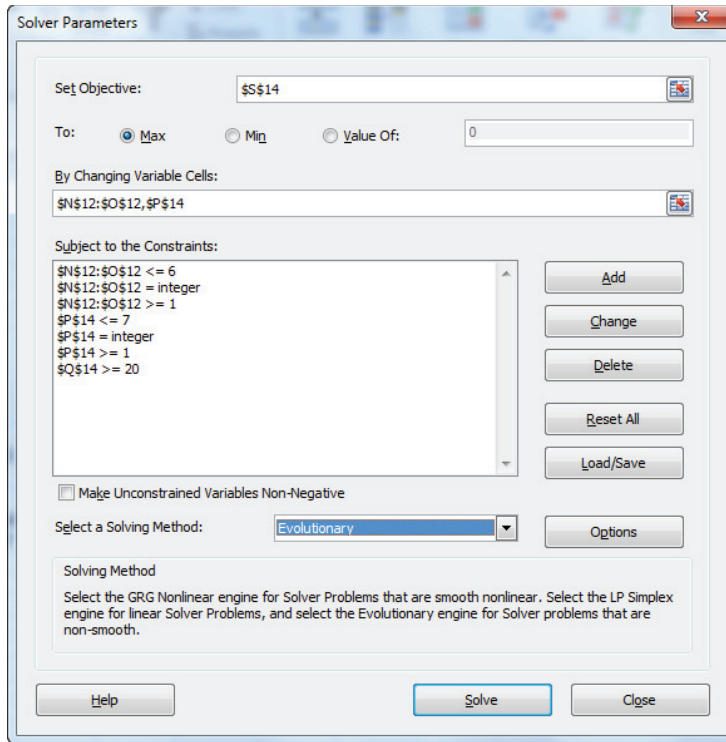 Solver Parameters
Set Objective: $S$14
To: Max Min Value Of: 0
By Changing Variable Cells:
$N$12:$O$12,$P$14
Subject to the Constraints:
$N$12:$O$12 <= 6
$N$12:$O$12 = integer
$N$12:$O$12 >= 1
$P$14 <= 7
$P$14 = integer
$P$14 >= 1
$Q$14 >= 20
Add
Change
Delete
Reset All
Load/Save
Make Unconstrained Variables Non-Negative
Select a Solving Method: Evolutionary Options
Solving Method
Select the GRG Nonlinear engine for Solver Problems that are smooth nonlinear. Select the LP Simplex
engine for linear Solver Problems, and select the Evolutionary engine for Solver problems that are
non-smooth.
Help Solve Close